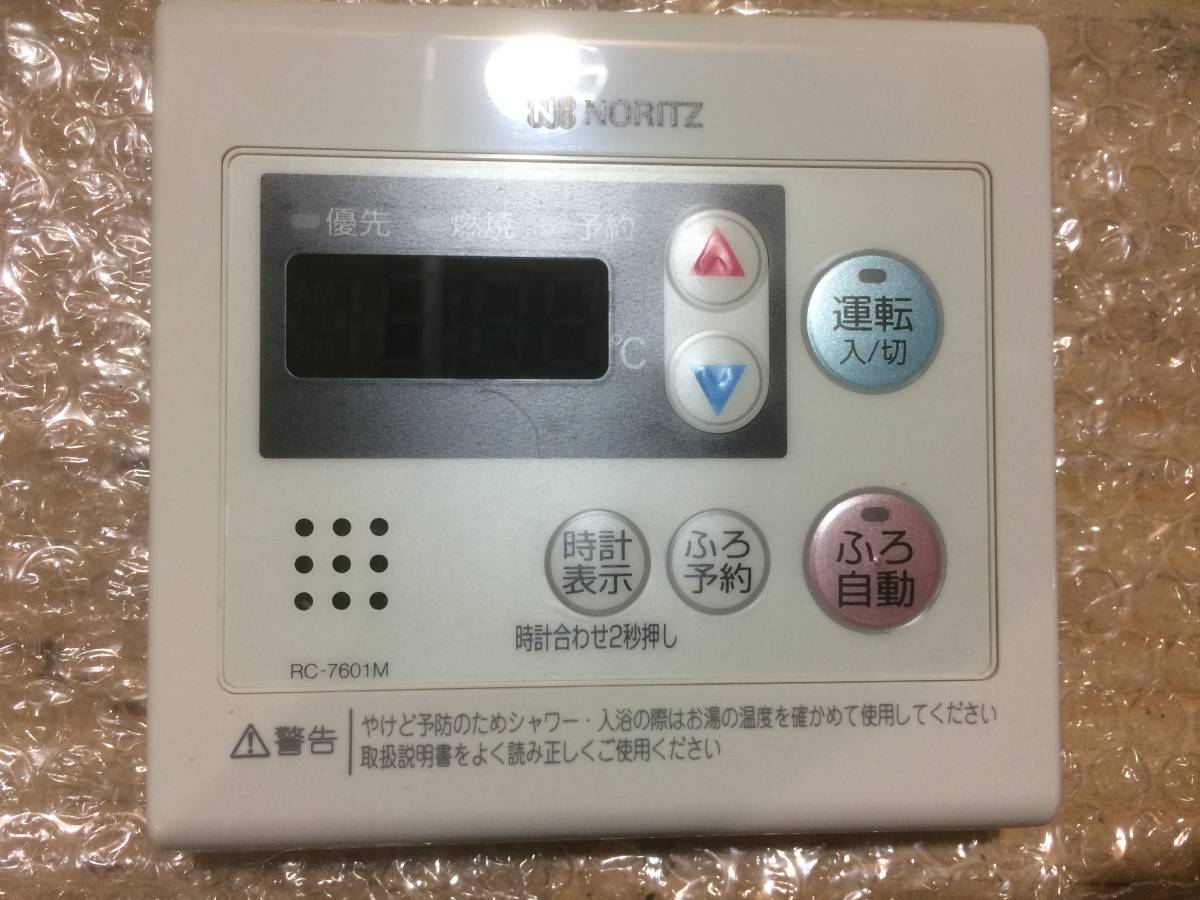 NORITZ
優先 燃焼 予約
AM
PM
℃
運転
入/切
時計
表示
ふろ
予約
ふろ
自動
時計合わせ2秒押し
RC-7601M
警告
やけど予防のためシャワー・入浴の際はお湯の温度を確かめて使用してください
取扱説明書をよく読み正しくご使用ください